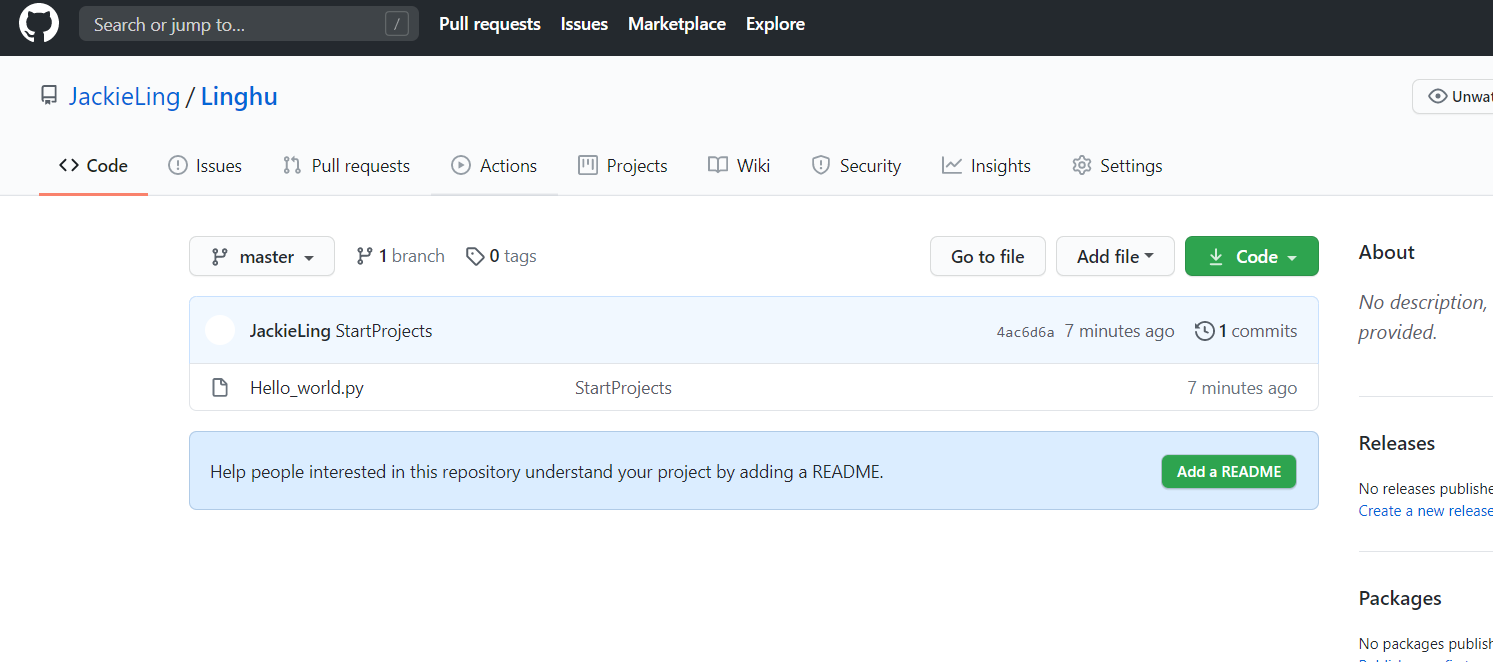 Search or jump to... / Pull requests Issues Marketplace Explore
JackieLing / Linghu
Code Issues Pull requests Actions Projects Wiki Security Insights Settings
master 1 branch 0 tags Go to file Add file Code
JackieLing StartProjects 4ac6d6a 7 minutes ago 1 commits
Hello_world.py StartProjects 7 minutes ago
Help people interested in this repository understand your project by adding a README. Add a README
About
No description,
provided.
Releases
No releases
Create a new release
Packages
No packages